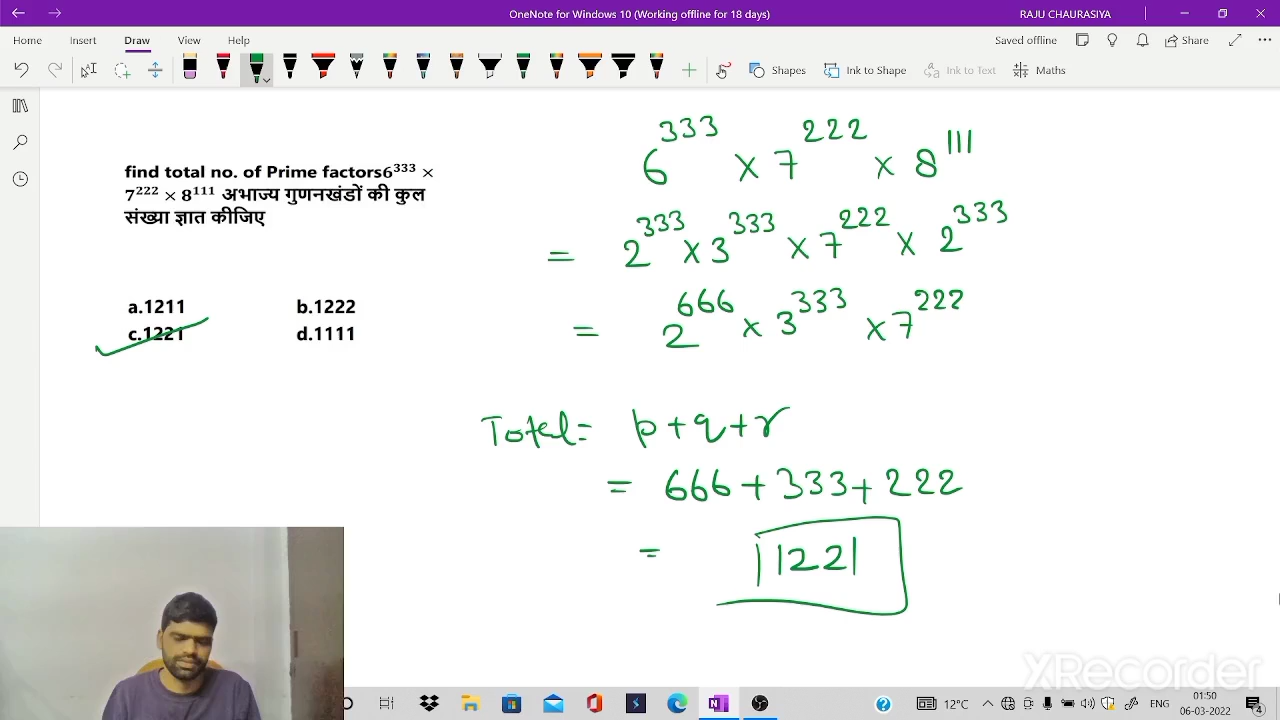 OneNote for Windows 10 (Working offline for 18 days)
RAJU CHAURASIYA
Home Insert Draw View Help
Saved offline
Share
Shapes
Ink to Shape
Ink to Text
Maths
find total no. of Prime factors6³³³ ×
7²²² × 8¹¹¹ अभाज्य गुणनखंडों की कुल
संख्या ज्ञात कीजिए
a.1211 b.1222
c.1221 d.1111
6³³³ × 7²²² × 8¹¹¹
= 2³³³ × 3³³³ × 7²²² × 2³³³
= 2⁶⁶⁶ × 3³³³ × 7²²²
Total = p + q + r
= 666 + 333 + 222
= 1221
XRecorder
12°C
ENG
01:50
06-03-2022
4